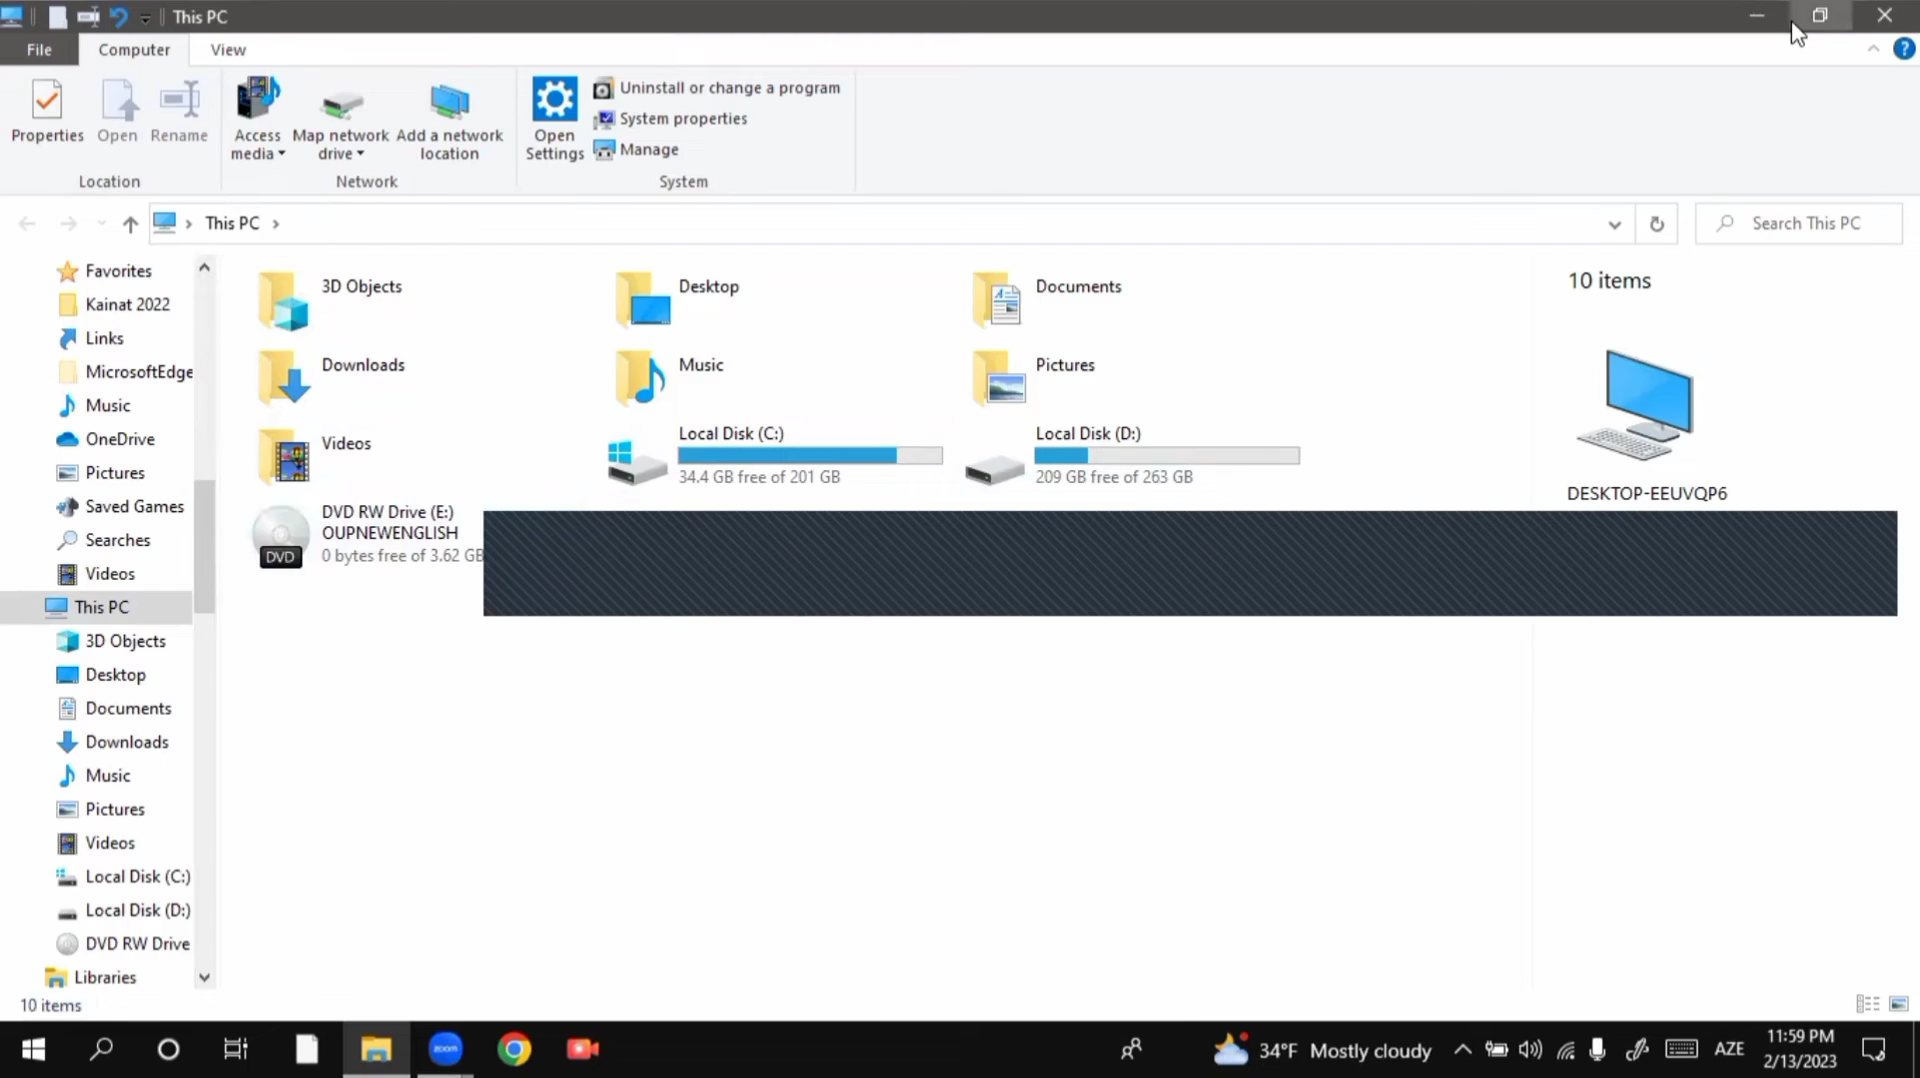 This PC
File
Computer
View
Properties
Open
Rename
Access media
Map network drive
Add a network location
Open Settings
Uninstall or change a program
System properties
Manage
Location
Network
System
This PC
Search This PC
Favorites
Kainat 2022
Links
MicrosoftEdge
Music
OneDrive
Pictures
Saved Games
Searches
Videos
This PC
3D Objects
Desktop
Documents
Downloads
Music
Pictures
Videos
Local Disk (C:)
Local Disk (D:)
DVD RW Drive
Libraries
3D Objects
Desktop
Documents
Downloads
Music
Pictures
Videos
Local Disk (C:)
34.4 GB free of 201 GB
Local Disk (D:)
209 GB free of 263 GB
DVD RW Drive (E:)
OUPNEWENGLISH
DVD
0 bytes free of 3.62 GB
10 items
DESKTOP-EEUVQP6
10 items
zoom
34°F Mostly cloudy
AZE
11:59 PM
2/13/2023